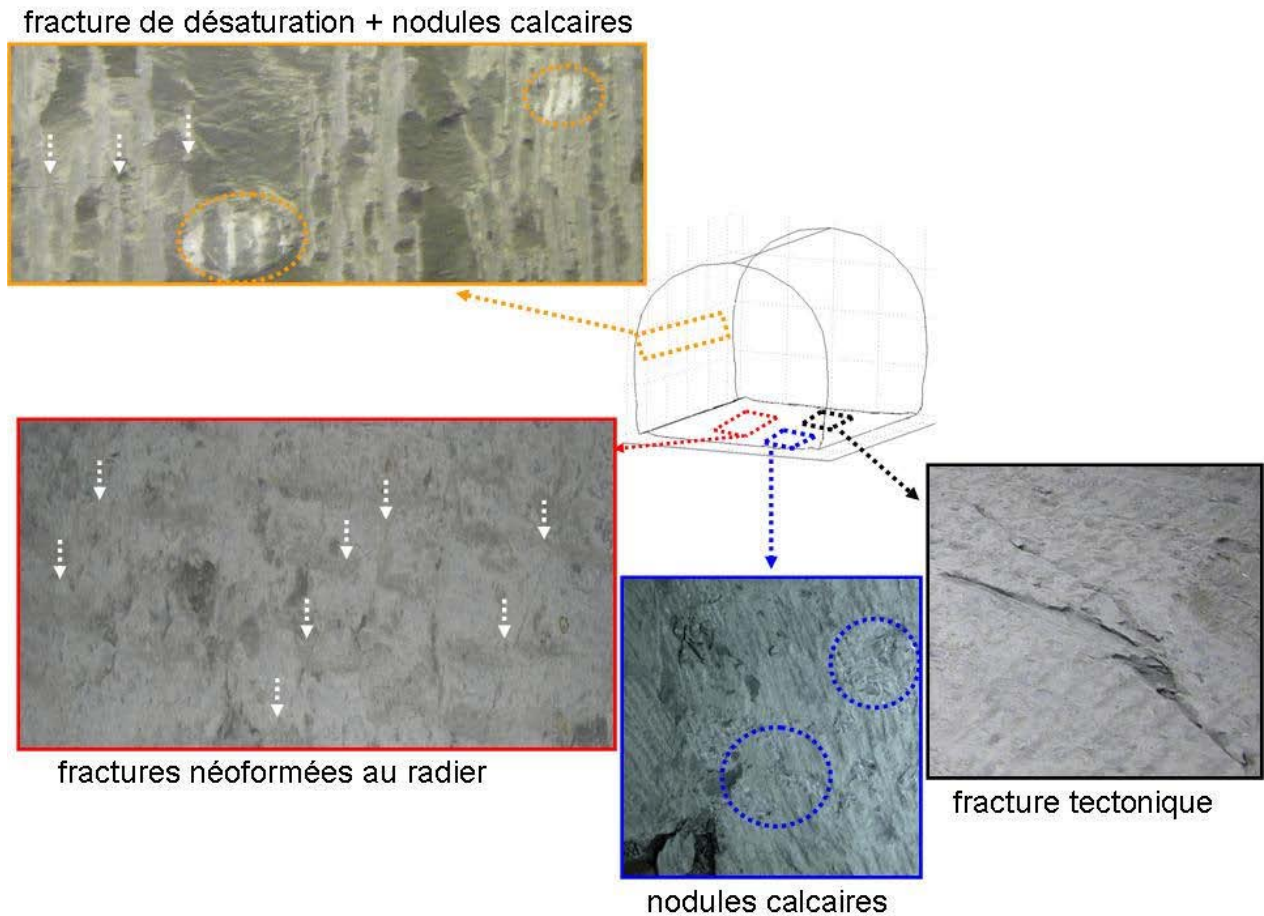 fracture de désaturation + nodules calcaires
fractures néoformées au radier
fracture tectonique
nodules calcaires